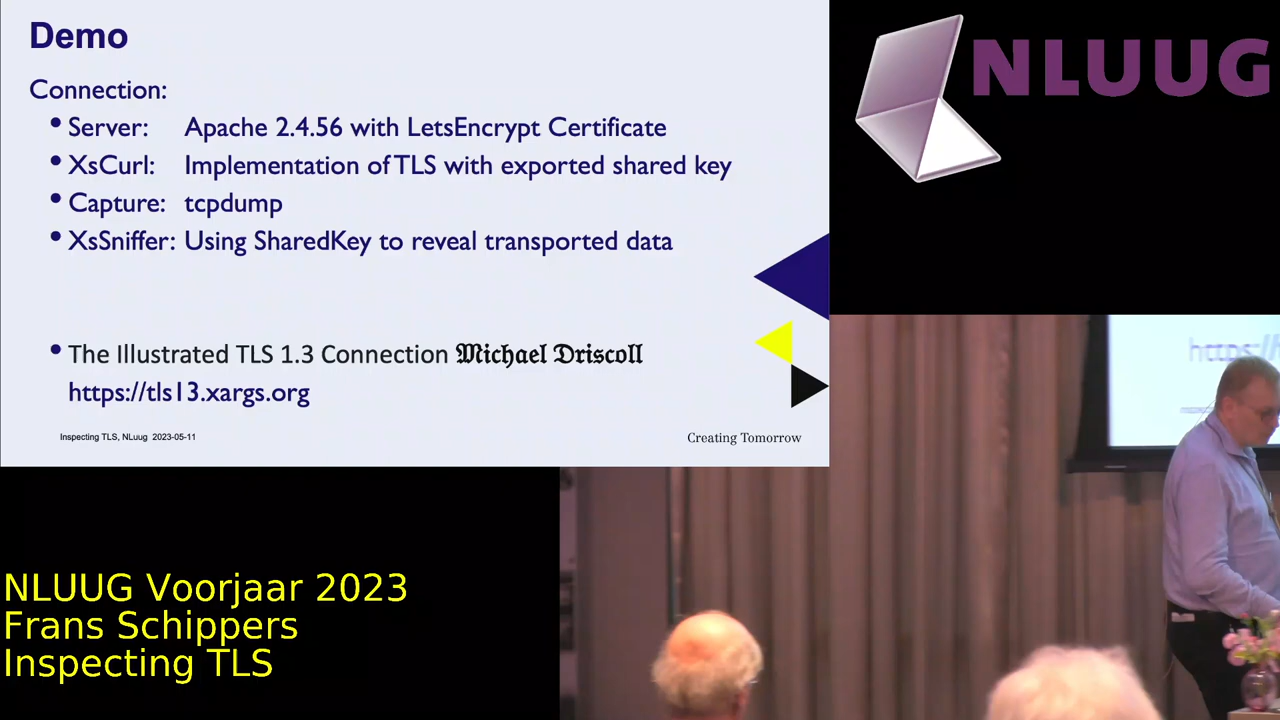 Demo
Connection:
• Server: Apache 2.4.56 with LetsEncrypt Certificate
• XsCurl: Implementation of TLS with exported shared key
• Capture: tcpdump
• XsSniffer: Using SharedKey to reveal transported data
• The Illustrated TLS 1.3 Connection Michael Driscoll
https://tls13.xargs.org
Inspecting TLS, NLuug 2023-05-11
Creating Tomorrow
NLUUG
https://
NLUUG Voorjaar 2023
Frans Schippers
Inspecting TLS